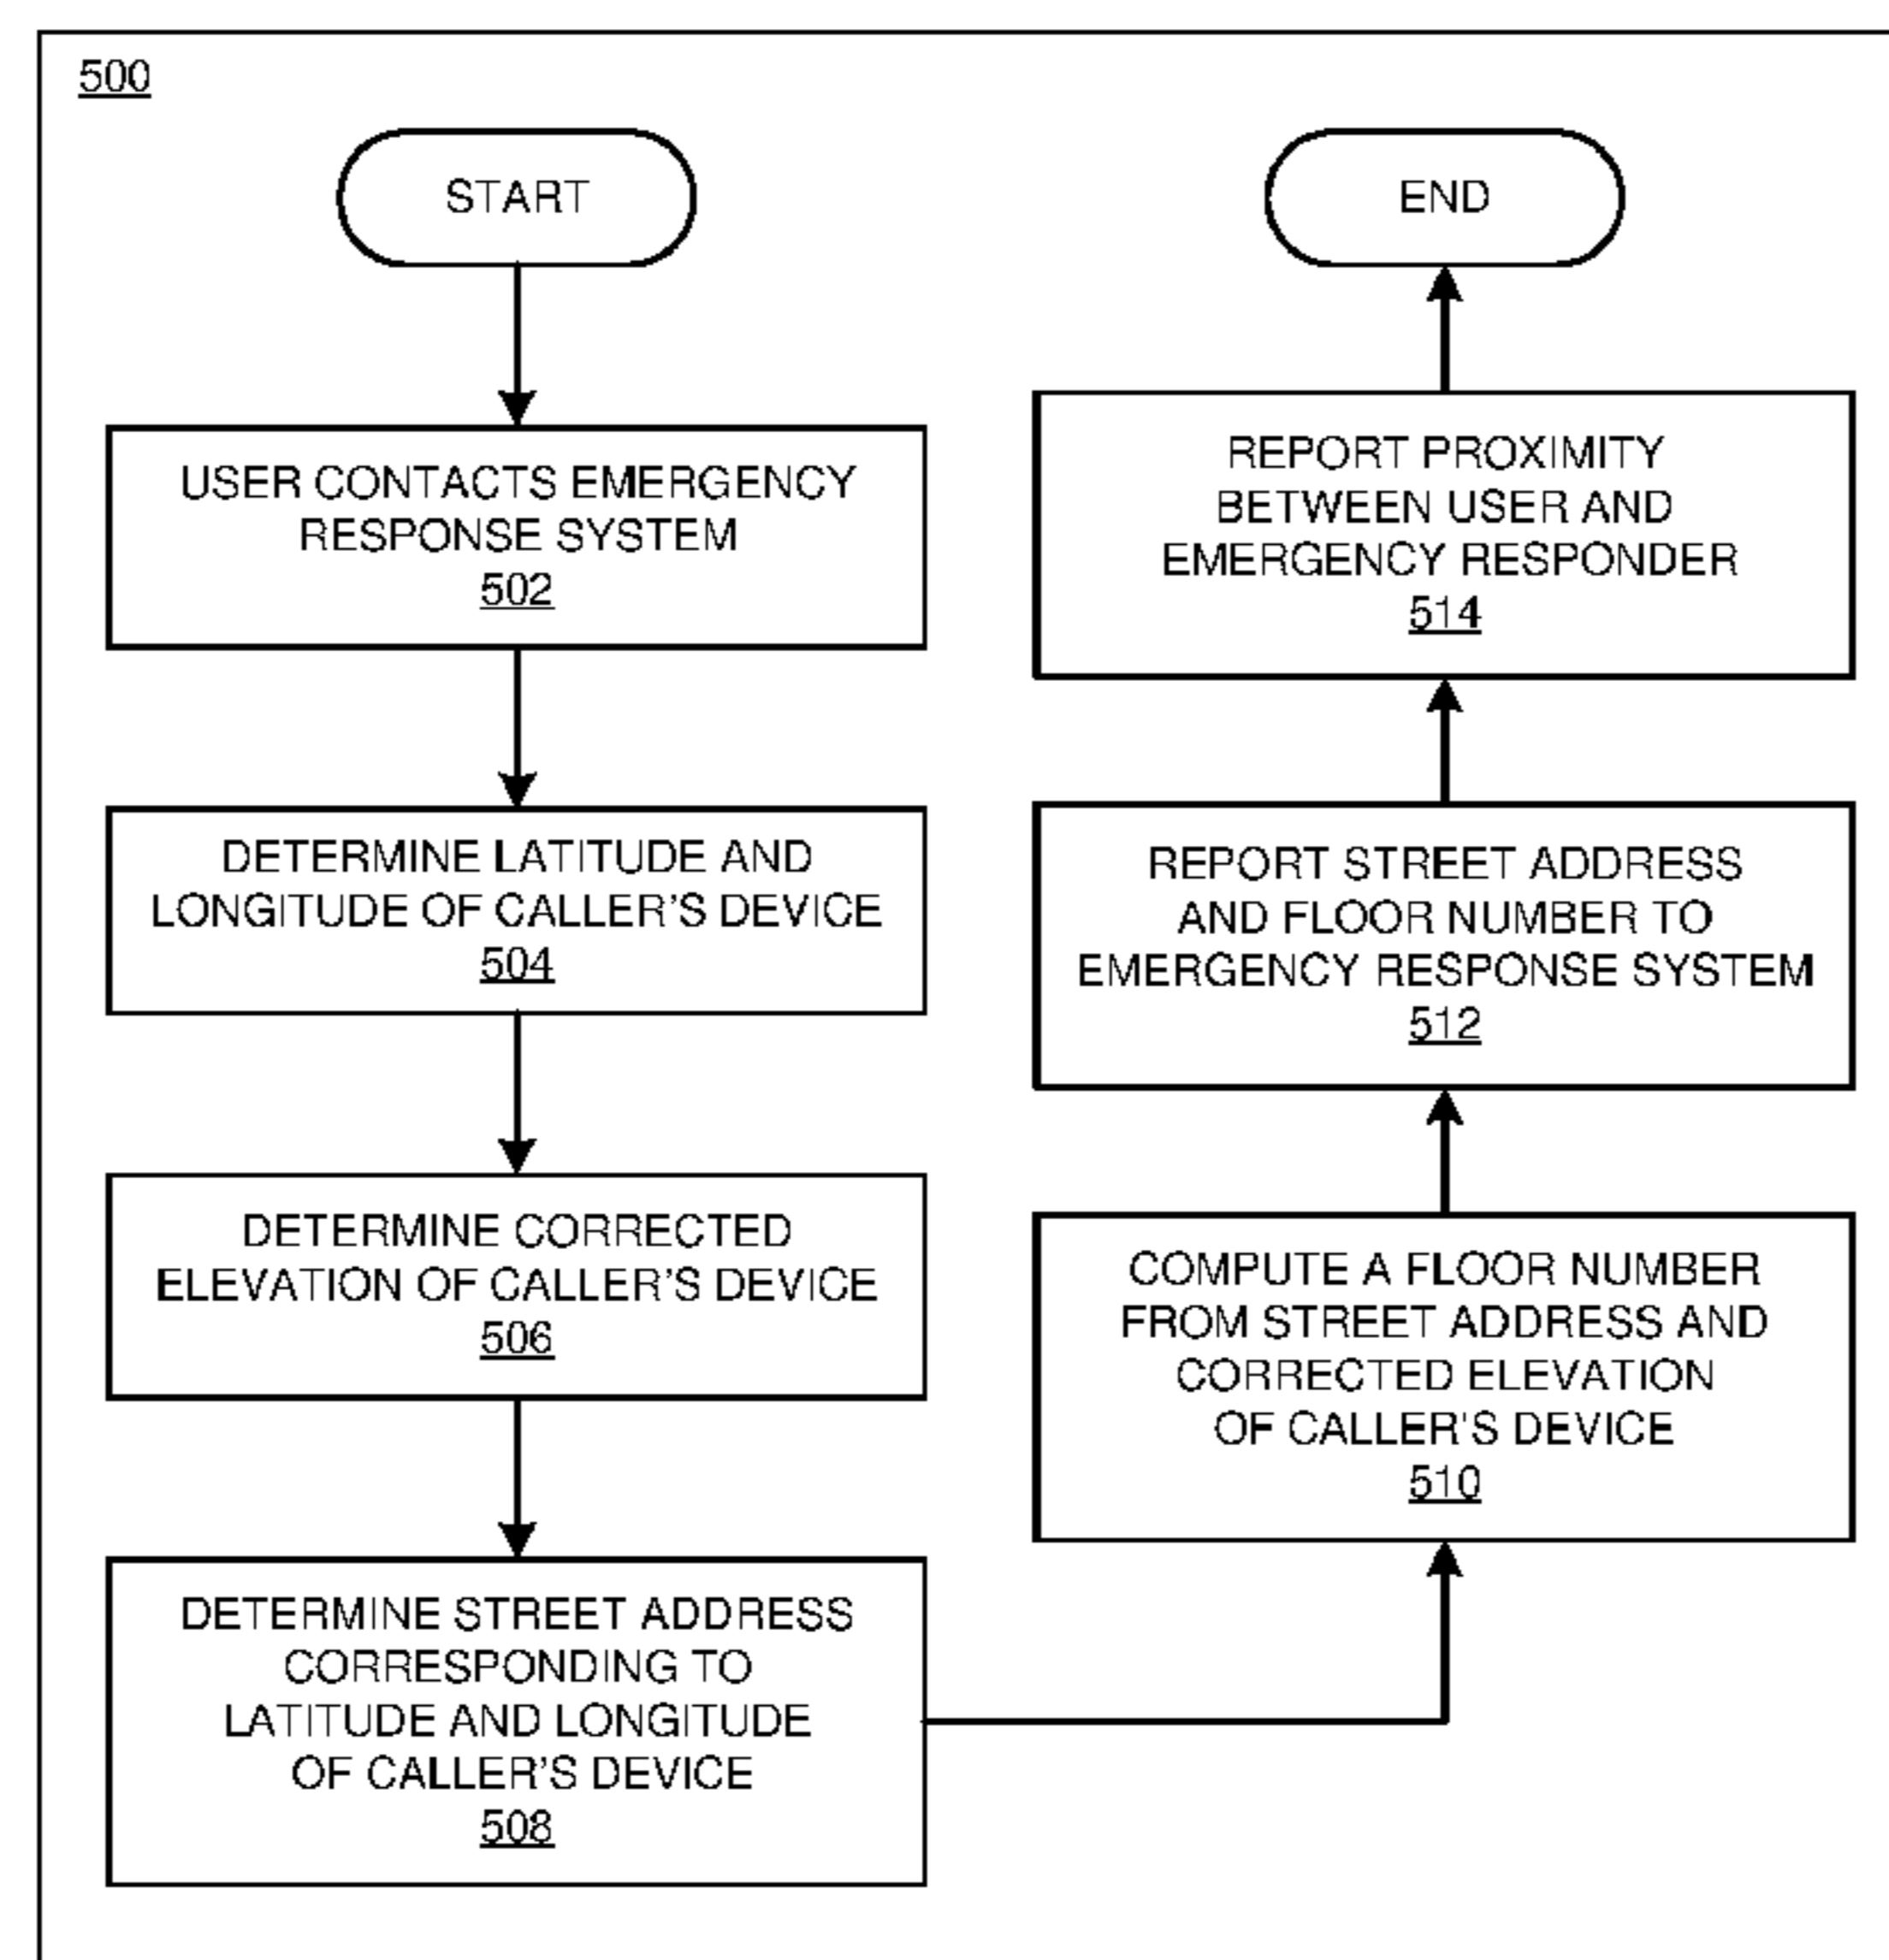 500
START
USER CONTACTS EMERGENCY
RESPONSE SYSTEM
502
DETERMINE LATITUDE AND
LONGITUDE OF CALLER'S DEVICE
504
DETERMINE CORRECTED
ELEVATION OF CALLER'S DEVICE
506
DETERMINE STREET ADDRESS
CORRESPONDING TO
LATITUDE AND LONGITUDE
OF CALLER'S DEVICE
508
COMPUTE A FLOOR NUMBER
FROM STREET ADDRESS AND
CORRECTED ELEVATION
OF CALLER'S DEVICE
510
REPORT STREET ADDRESS
AND FLOOR NUMBER TO
EMERGENCY RESPONSE SYSTEM
512
REPORT PROXIMITY
BETWEEN USER AND
EMERGENCY RESPONDER
514
END